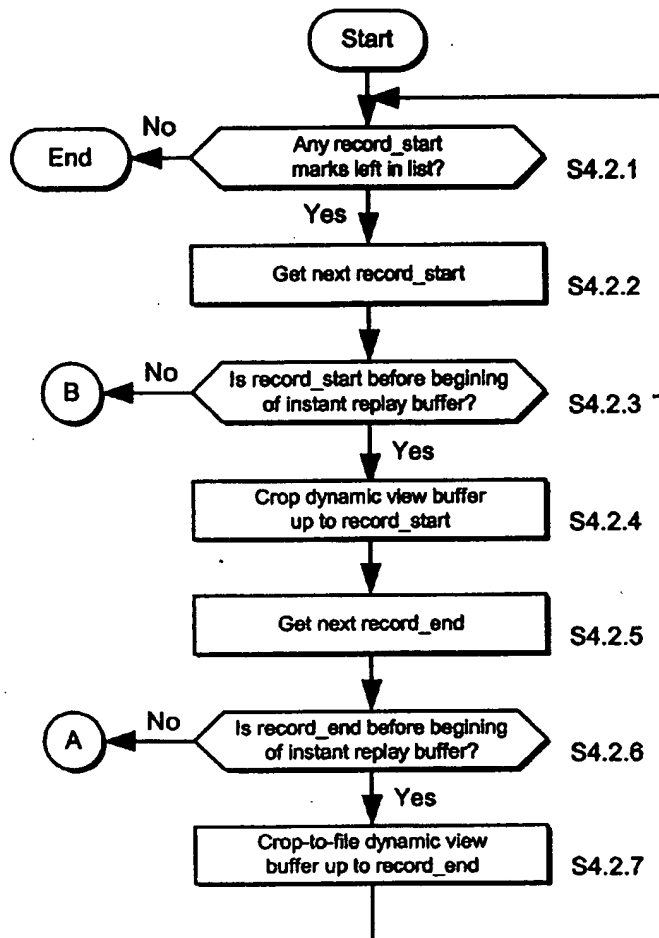 Start
No
End
Any record_start
marks left in list?
S4.2.1
Yes
Get next record_start
S4.2.2
No
B
Is record_start before begining
of instant replay buffer?
S4.2.3
Yes
Crop dynamic view buffer
up to record_start
S4.2.4
Get next record_end
S4.2.5
No
A
Is record_end before begining
of instant replay buffer?
S4.2.6
Yes
Crop-to-file dynamic view
buffer up to record_end
S4.2.7